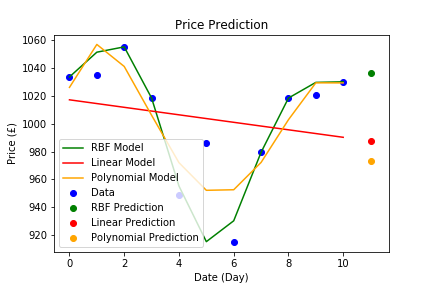 Price Prediction
1060
1040
1020
1000
980
960
940
920
Price (£)
RBF Model
Linear Model
Polynomial Model
Data
RBF Prediction
Linear Prediction
Polynomial Prediction
0 2 4 6 8 10
Date (Day)